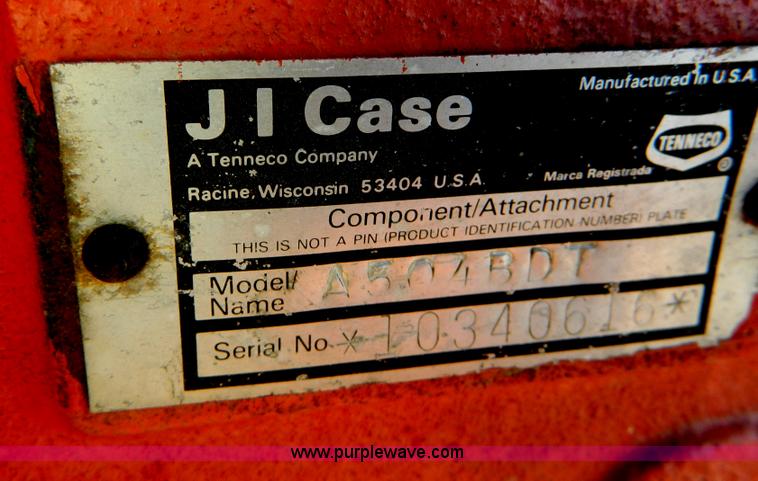 Manufactured in U.S.A
J I Case
A Tenneco Company
TENNECO
®
Racine, Wisconsin 53404 U.S.A.
Marca Registrada
Component/Attachment
THIS IS NOT A PIN (PRODUCT IDENTIFICATION NUMBER) PLATE
Model/ Name A504BDT
Serial No *10340616*
www.purplewave.com